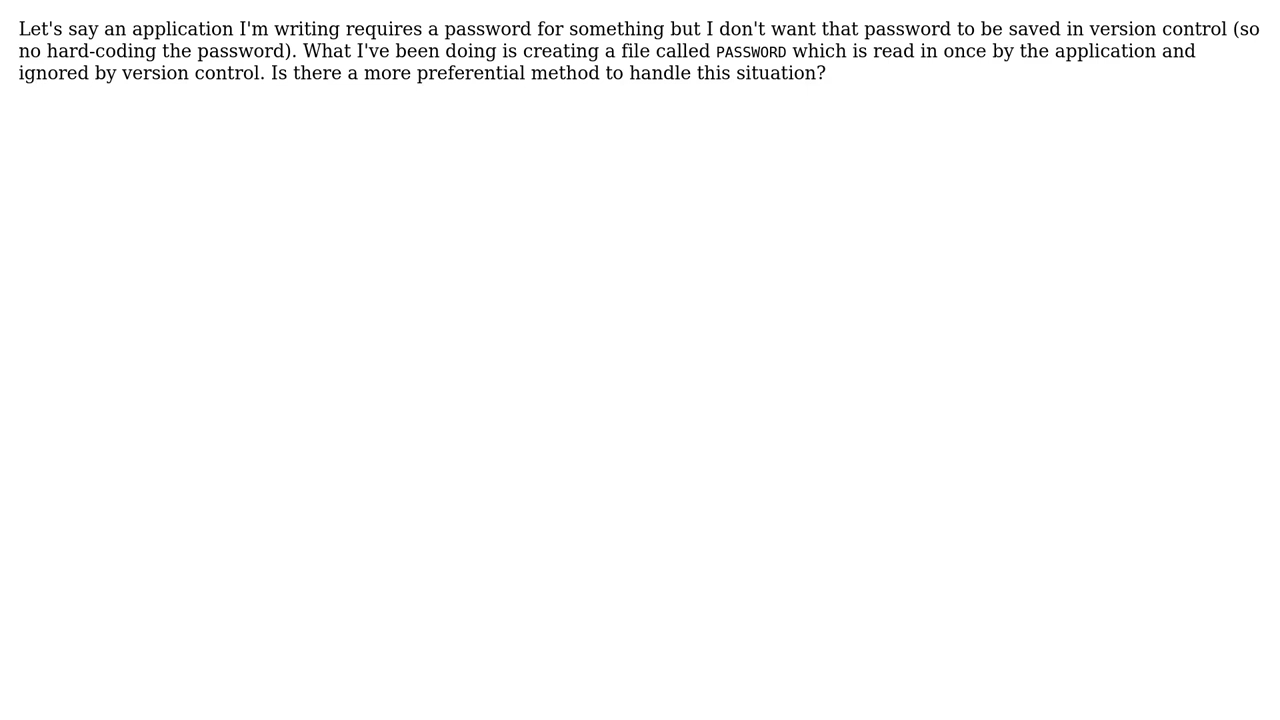 Let's say an application I'm writing requires a password for something but I don't want that password to be saved in version control (so
no hard-coding the password). What I've been doing is creating a file called PASSWORD which is read in once by the application and
ignored by version control. Is there a more preferential method to handle this situation?